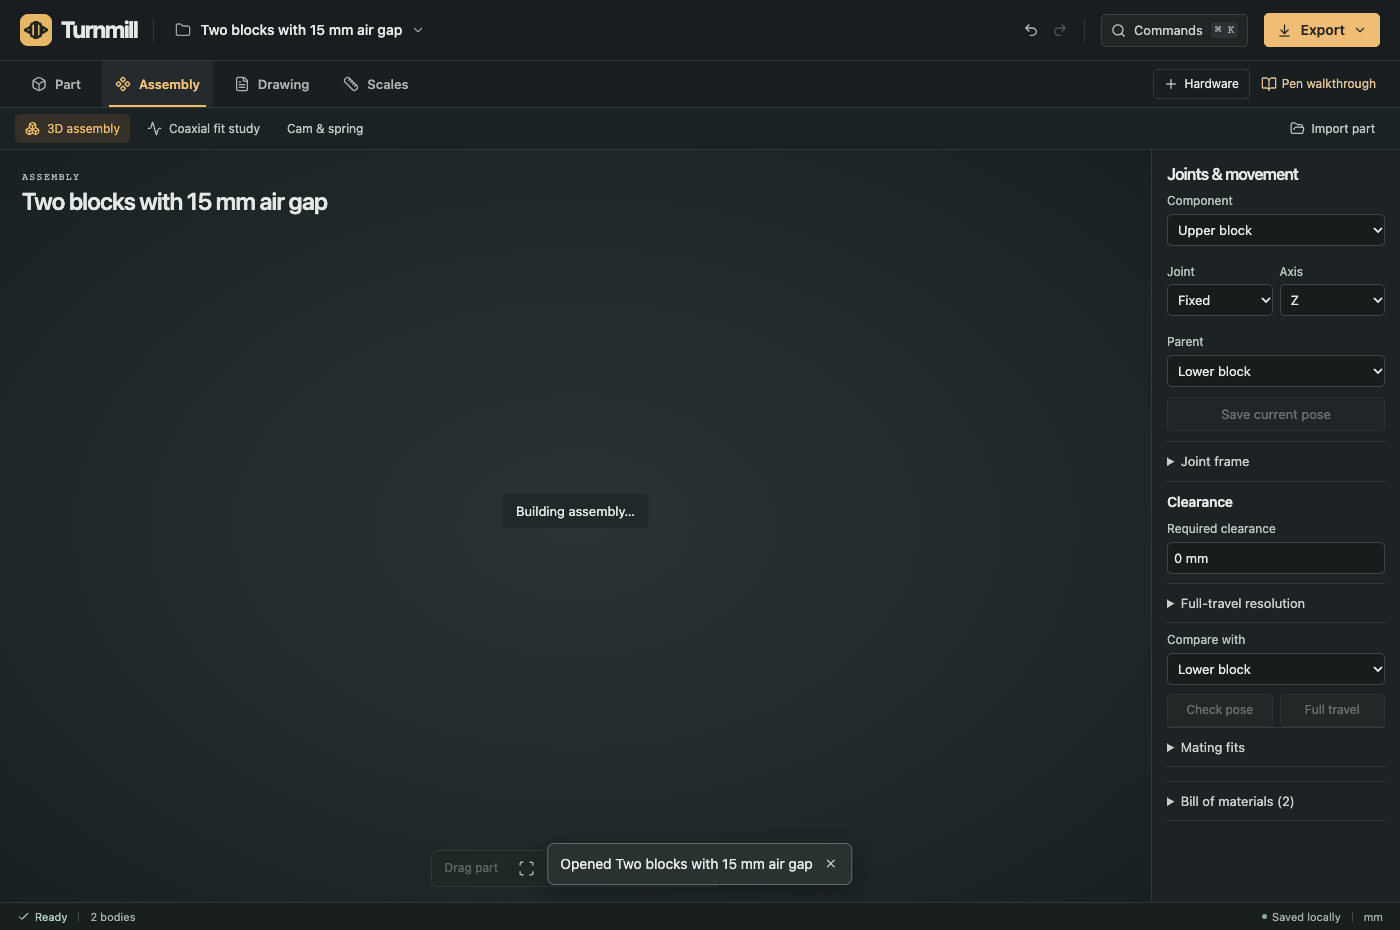 Turnmill
Two blocks with 15 mm air gap
Commands ⌘ K
Export
Part
Assembly
Drawing
Scales
Hardware
Pen walkthrough
3D assembly
Coaxial fit study
Cam & spring
Import part
ASSEMBLY
Two blocks with 15 mm air gap
Building assembly…
Drag part
Opened Two blocks with 15 mm air gap
Joints & movement
Component
Upper block
Joint
Axis
Fixed
Z
Parent
Lower block
Save current pose
Joint frame
Clearance
Required clearance
0 mm
Full-travel resolution
Compare with
Lower block
Check pose
Full travel
Mating fits
Bill of materials (2)
Ready
2 bodies
Saved locally
mm